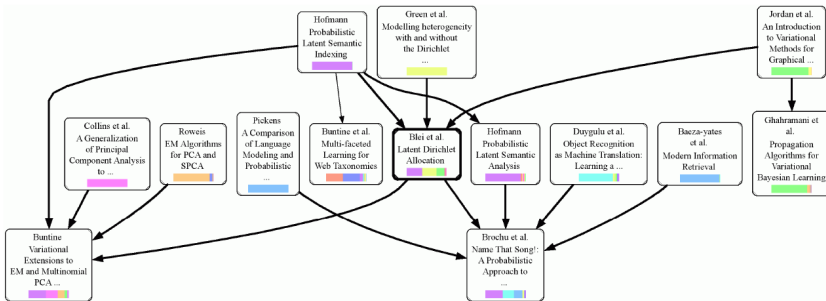 Hofmann
Probabilistic
Latent Semantic
Indexing
Green et al.
Modelling heterogeneity
with and without
the Dirichlet
...
Jordan et al.
An Introduction
to Variational
Methods for
Graphical ...
Collins et al.
A Generalization
of Principal
Component Analysis
to ...
Roweis
EM Algorithms
for PCA and
SPCA
Pickens
A Comparison
of Language
Modeling and
Probabilistic
...
Buntine et al.
Multi-faceted
Learning for
Web Taxonomics
Blei et al.
Latent Dirichlet
Allocation
Hofmann
Probabilistic
Latent Semantic
Analysis
Duygulu et al.
Object Recognition
as Machine Translation:
Learning a ...
Baeza-yates
et al.
Modern Information
Retrieval
Ghahramani et
al.
Propagation
Algorithms for
Variational
Bayesian Learning
Buntine
Variational
Extensions to
EM and Multinomial
PCA ...
Brochu et al.
Name That Song!:
A Probabilistic
Approach to
...